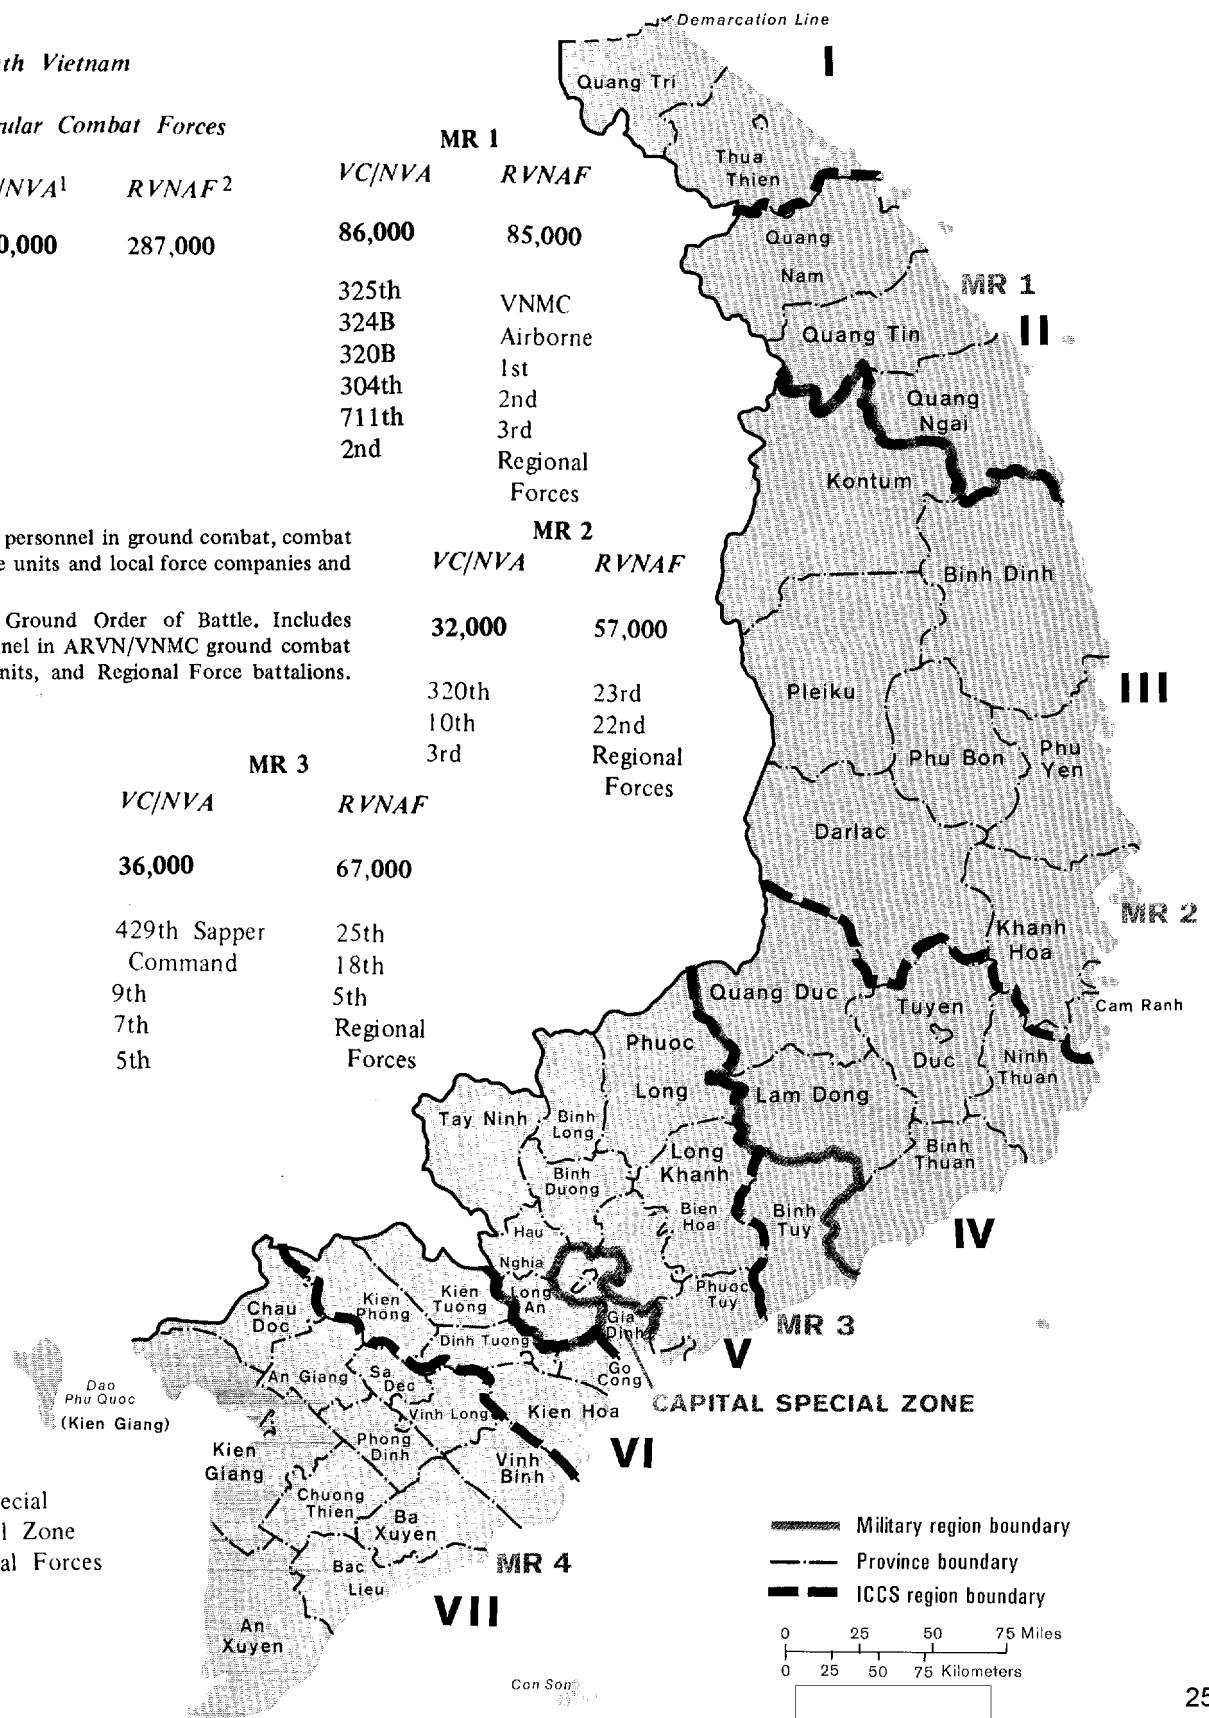 th Vietnam
ular Combat Forces
/NVA1 RVNAF2
0,000 287,000
MR 1
VC/NVA RVNAF
86,000 85,000
325th VNMC
324B Airborne
320B 1st
304th 2nd
711th 3rd
2nd Regional
Forces
personnel in ground combat, combat
e units and local force companies and
Ground Order of Battle. Includes
nel in ARVN/VNMC ground combat
nits, and Regional Force battalions.
MR 2
VC/NVA RVNAF
32,000 57,000
320th 23rd
10th 22nd
3rd Regional
Forces
MR 3
VC/NVA RVNAF
36,000 67,000
429th Sapper 25th
Command 18th
9th 5th
7th Regional
5th Forces
ecial
l Zone
al Forces
Demarcation Line
I
Quang Tri
Thua
Thien
Quang
Nam
MR 1
II
Quang Tin
Quang
Ngai
Kontum
Binh Dinh
III
Pleiku
Phu Bon
Phu
Yen
Darlac
MR 2
Khanh
Hoa
Cam Ranh
Quang Duc
Tuyen
Duc
Ninh
Thuan
Phuoc
Long
Lam Dong
Tay Ninh
Binh
Long
Binh
Duong
Long
Khanh
Binh
Thuan
Bien
Hoa
Binh
Tuy
IV
Hau
Nghia
Long
An
Phuoc
Tuy
MR 3
V
Gia
Dinh
Chau
Doc
Kien
Phong
Kien
Tuong
Dinh Tuong
Go
Cong
CAPITAL SPECIAL ZONE
Dao
Phu Quoc
(Kien Giang)
An Giang
Sa
Dec
Vinh Long
Kien Hoa
VI
Kien
Giang
Phong
Dinh
Vinh
Binh
Chuong
Thien
Ba
Xuyen
Bac
Lieu
MR 4
VII
An
Xuyen
Con Son
Military region boundary
Province boundary
ICCS region boundary
0 25 50 75 Miles
0 25 50 75 Kilometers
25